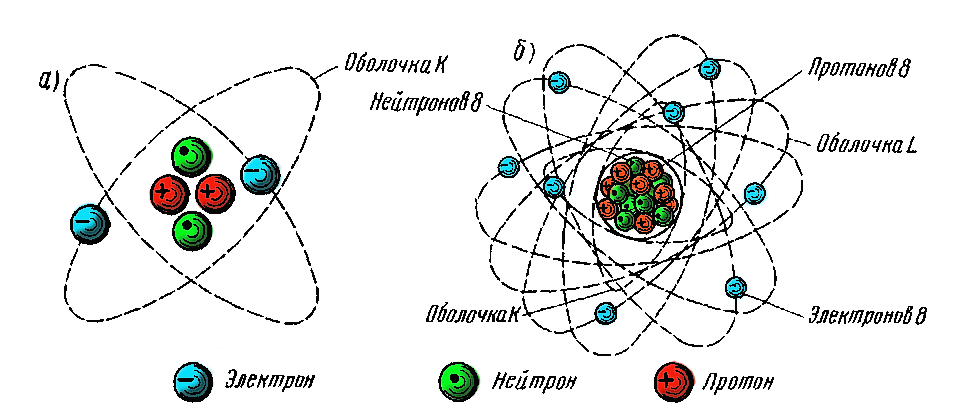 а)
Оболочка K
б)
Нейтронов 8
Протонов 8
Оболочка L
Оболочка K
Электронов 8
Электрон
Нейтрон
Протон